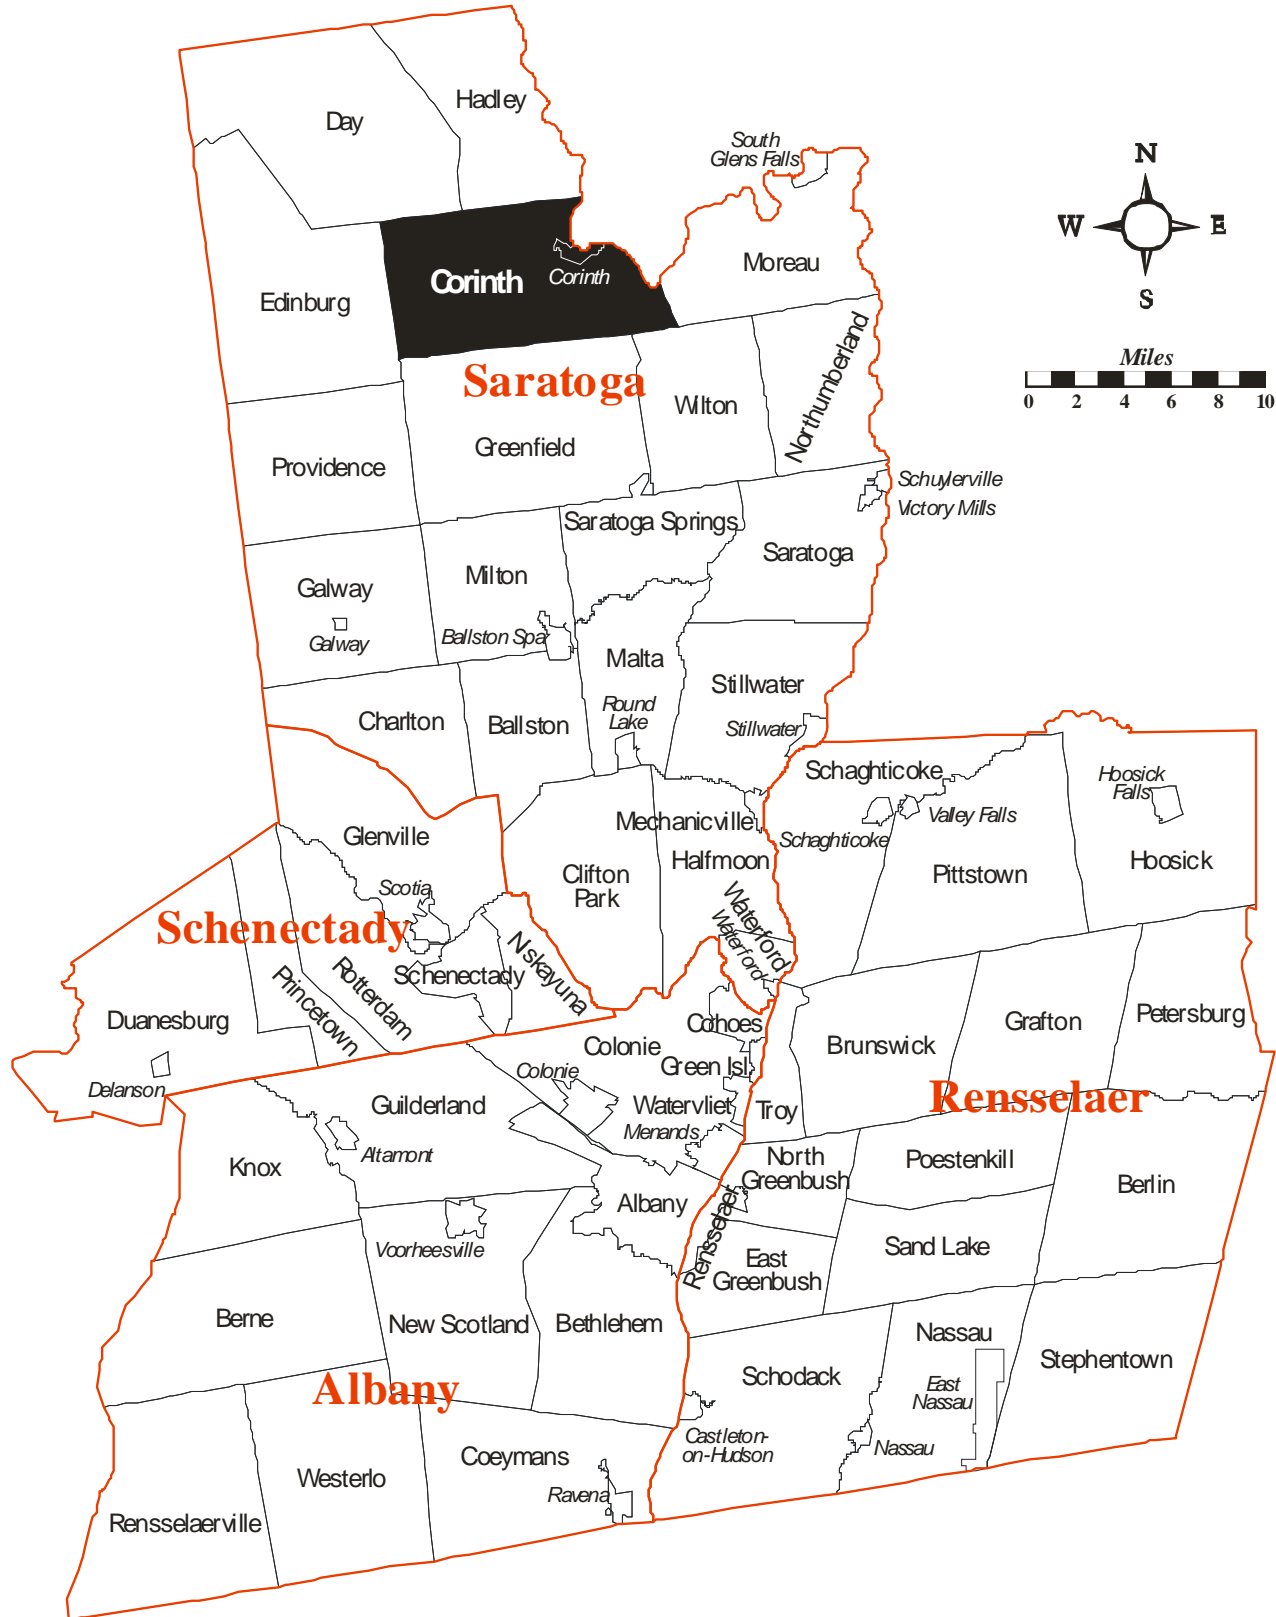 Day
Hadley
South
Glens Falls
N
W
E
S
Moreau
Corinth
Corinth
Edinburg
Miles
0 2 4 6 8 10
Northumberland
Saratoga
Wilton
Greenfield
Providence
Schuylerville
Victory Mills
Saratoga Springs
Saratoga
Milton
Galway
Galway
Ballston Spa
Malta
Stillwater
Round
Lake
Charlton
Ballston
Stillwater
Schaghticoke
Hoosick
Falls
Glenville
Mechanicville
Schaghticoke
Valley Falls
Halfmoon
Hoosick
Clifton
Park
Pittstown
Scotia
Waterford
Waterford
Schenectady
Niskayuna
Schenectady
Rotterdam
Princetown
Duanesburg
Cohoes
Colonie
Green Isl.
Brunswick
Grafton
Petersburg
Delanson
Colonie
Guilderland
Watervliet
Menands
Troy
Rensselaer
Altamont
Knox
North
Greenbush
Poestenkill
Berlin
Albany
Rensselaer
Voorheesville
Sand Lake
East
Greenbush
Berne
New Scotland
Bethlehem
Nassau
Stephentown
Schodack
Albany
East
Nassau
Castleton-
on-Hudson
Nassau
Coeymans
Westerlo
Ravena
Rensselaerville